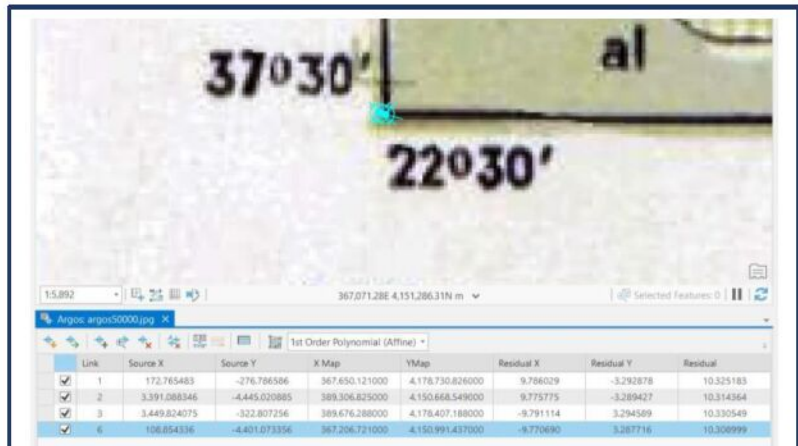 37º30′
al
22º30′
1:5,892
367,071.28E 4,151,286.31N m
Selected Features: 0
Argos: argos50000.jpg
1st Order Polynomial (Affine)
Link Source X Source Y X Map YMap Residual X Residual Y Residual
1 172.765483 -276.786586 367,650.121000 4,178,730.826000 9.786029 -3.292878 10.325183
2 3,391.088346 -4,445.020885 389,306.825000 4,150,668.549000 9.775775 -3.289427 10.314364
3 3,449.824075 -322.807256 389,676.288000 4,178,407.188000 -9.791114 3.294589 10.330549
6 108.854336 -4,401.073356 367,206.721000 4,150,991.437000 -9.770690 3.287716 10.308999